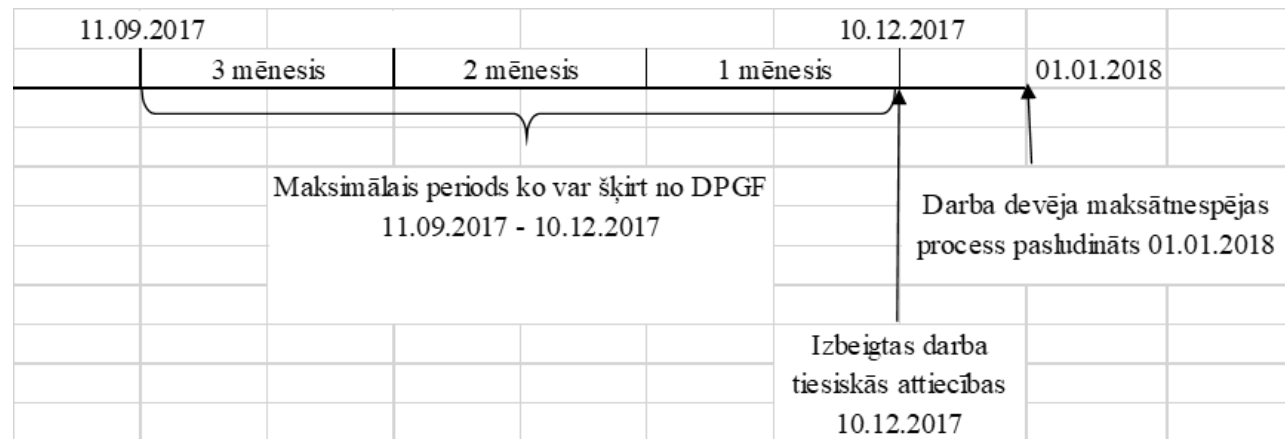 11.09.2017
10.12.2017
3 mēnesis
2 mēnesis
1 mēnesis
01.01.2018
Maksimālais periods ko var šķirt no DPGF
11.09.2017 - 10.12.2017
Darba devēja maksātnespējas
process pasludināts 01.01.2018
Izbeigtas darba
tiesiskās attiecības
10.12.2017